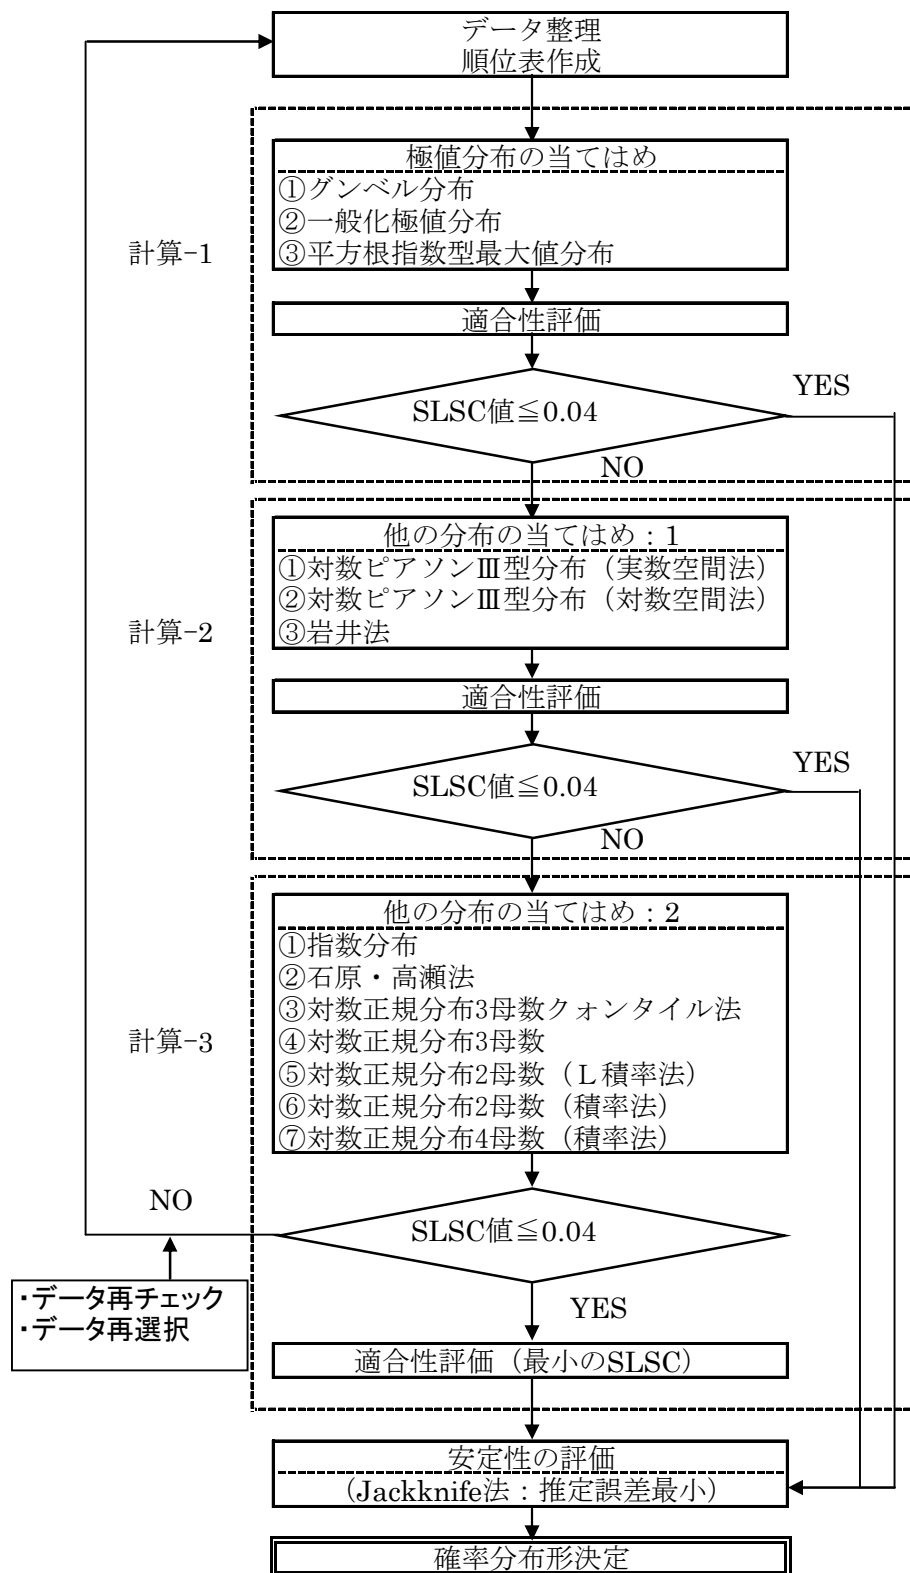 データ整理
順位表作成
極値分布の当てはめ
①グンベル分布
②一般化極値分布
③平方根指数型最大値分布
計算-1
適合性評価
SLSC値≦0.04
YES
NO
他の分布の当てはめ：1
①対数ピアソンⅢ型分布（実数空間法）
②対数ピアソンⅢ型分布（対数空間法）
③岩井法
計算-2
適合性評価
SLSC値≦0.04
YES
NO
他の分布の当てはめ：2
①指数分布
②石原・高瀬法
③対数正規分布3母数クォンタイル法
④対数正規分布3母数
⑤対数正規分布2母数（Ｌ積率法）
⑥対数正規分布2母数（積率法）
⑦対数正規分布4母数（積率法）
計算-3
SLSC値≦0.04
NO
・データ再チェック
・データ再選択
YES
適合性評価（最小のSLSC）
安定性の評価
（Jackknife法：推定誤差最小）
確率分布形決定